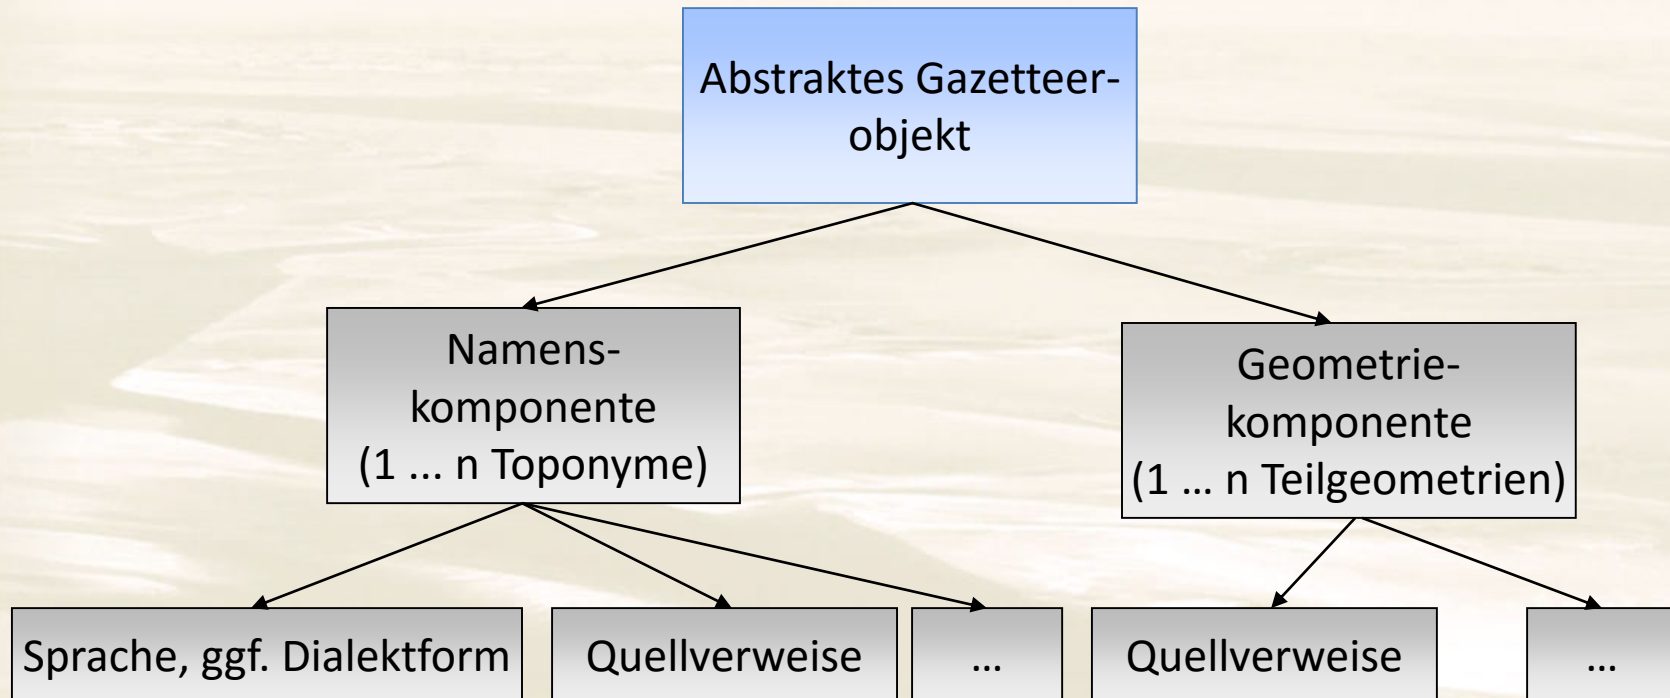 Abstraktes Gazetteer-
objekt
Namens-
komponente
(1 ... n Toponyme)
Geometrie-
komponente
(1 … n Teilgeometrien)
Sprache, ggf. Dialektform
Quellverweise
…
Quellverweise
…